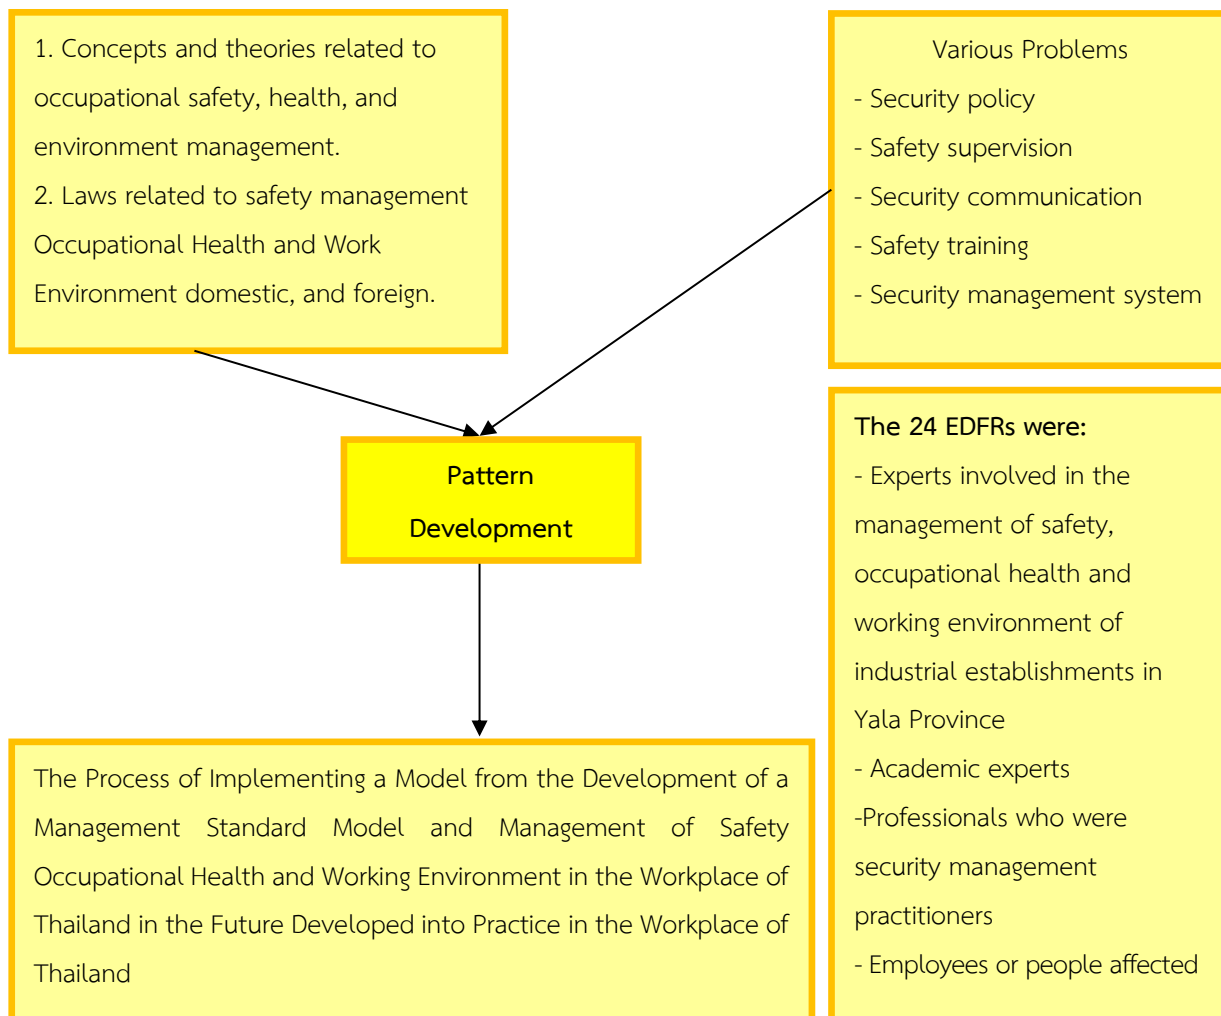 1. Concepts and theories related to
occupational safety, health, and
environment management.
2. Laws related to safety management
Occupational Health and Work
Environment domestic, and foreign.
Various Problems
- Security policy
- Safety supervision
- Security communication
- Safety training
- Security management system
Pattern
Development
The 24 EDFRs were:
- Experts involved in the
management of safety,
occupational health and
working environment of
industrial establishments in
Yala Province
- Academic experts
-Professionals who were
security management
practitioners
- Employees or people affected
The Process of Implementing a Model from the Development of a
Management Standard Model and Management of Safety
Occupational Health and Working Environment in the Workplace of
Thailand in the Future Developed into Practice in the Workplace of
Thailand